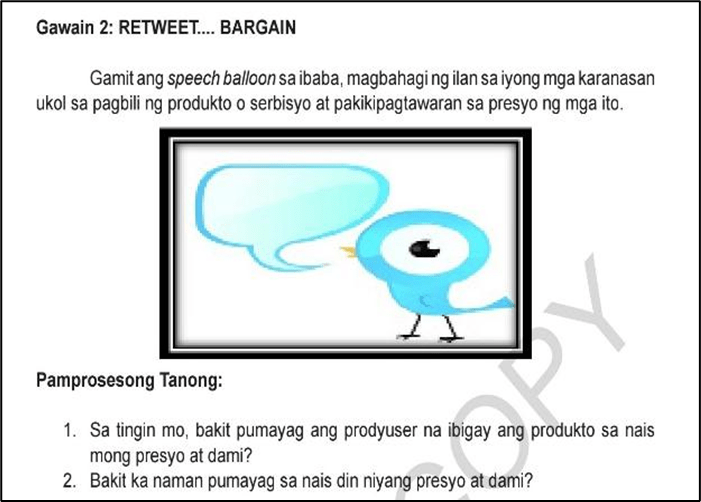 Gawain 2: RETWEET.... BARGAIN
Gamit ang speech balloon sa ibaba, magbahagi ng ilan sa iyong mga karanasan
ukol sa pagbili ng produkto o serbisyo at pakikipagtawaran sa presyo ng mga ito.
Pamprosesong Tanong:
1. Sa tingin mo, bakit pumayag ang prodyuser na ibigay ang produkto sa nais
mong presyo at dami?
2. Bakit ka naman pumayag sa nais din niyang presyo at dami?
COPY